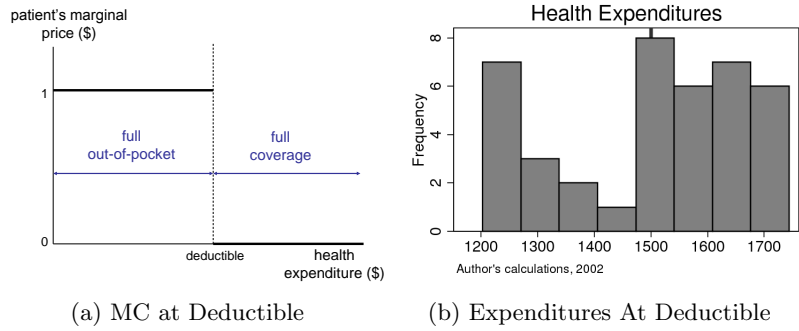 patient's marginal
price ($)
1
full
out-of-pocket
full
coverage
0
deductible
health
expenditure ($)
(a) MC at Deductible
Health Expenditures
Frequency
8
6
4
2
0
1200 1300 1400 1500 1600 1700
Author's calculations, 2002
(b) Expenditures At Deductible